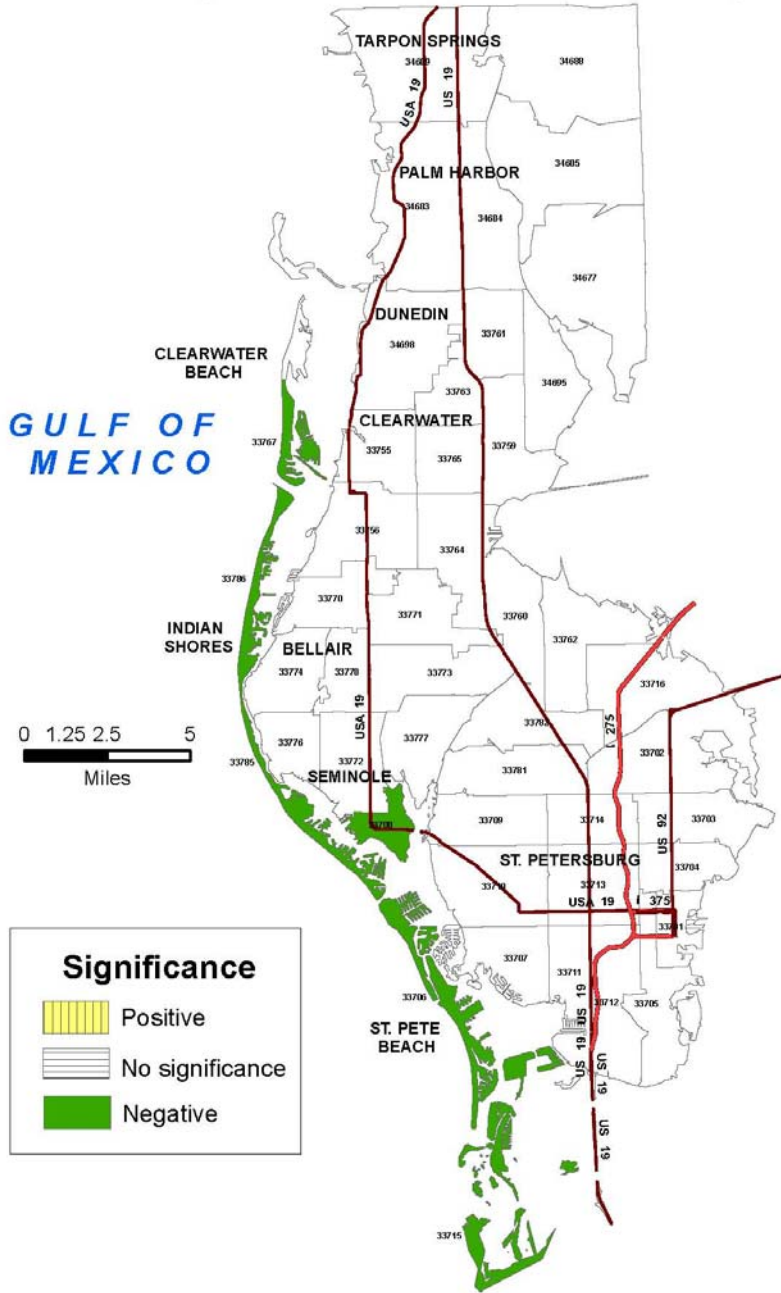 TARPON SPRINGS
34689
34688
USA 19
US 19
PALM HARBOR
34685
34683
34684
34677
DUNEDIN
34698
33761
CLEARWATER
BEACH
34695
33763
GULF OF
MEXICO
CLEARWATER
33767
33755
33765
33759
33756
33764
33786
33770
33771
33760
33762
INDIAN
SHORES
BELLAIR
33774
33778
33773
33716
USA 19
I 275
33782
33702
0 1.25 2.5 5
Miles
33785
33776
33772
33777
SEMINOLE
33781
33708
33709
33714
US 92
33703
ST. PETERSBURG
33704
33710
33713
USA 19
375
33701
33707
33711
33706
33712
33705
US 19
ST. PETE
BEACH
US 19
US 19
US 19
33715
Significance
Positive
No significance
Negative